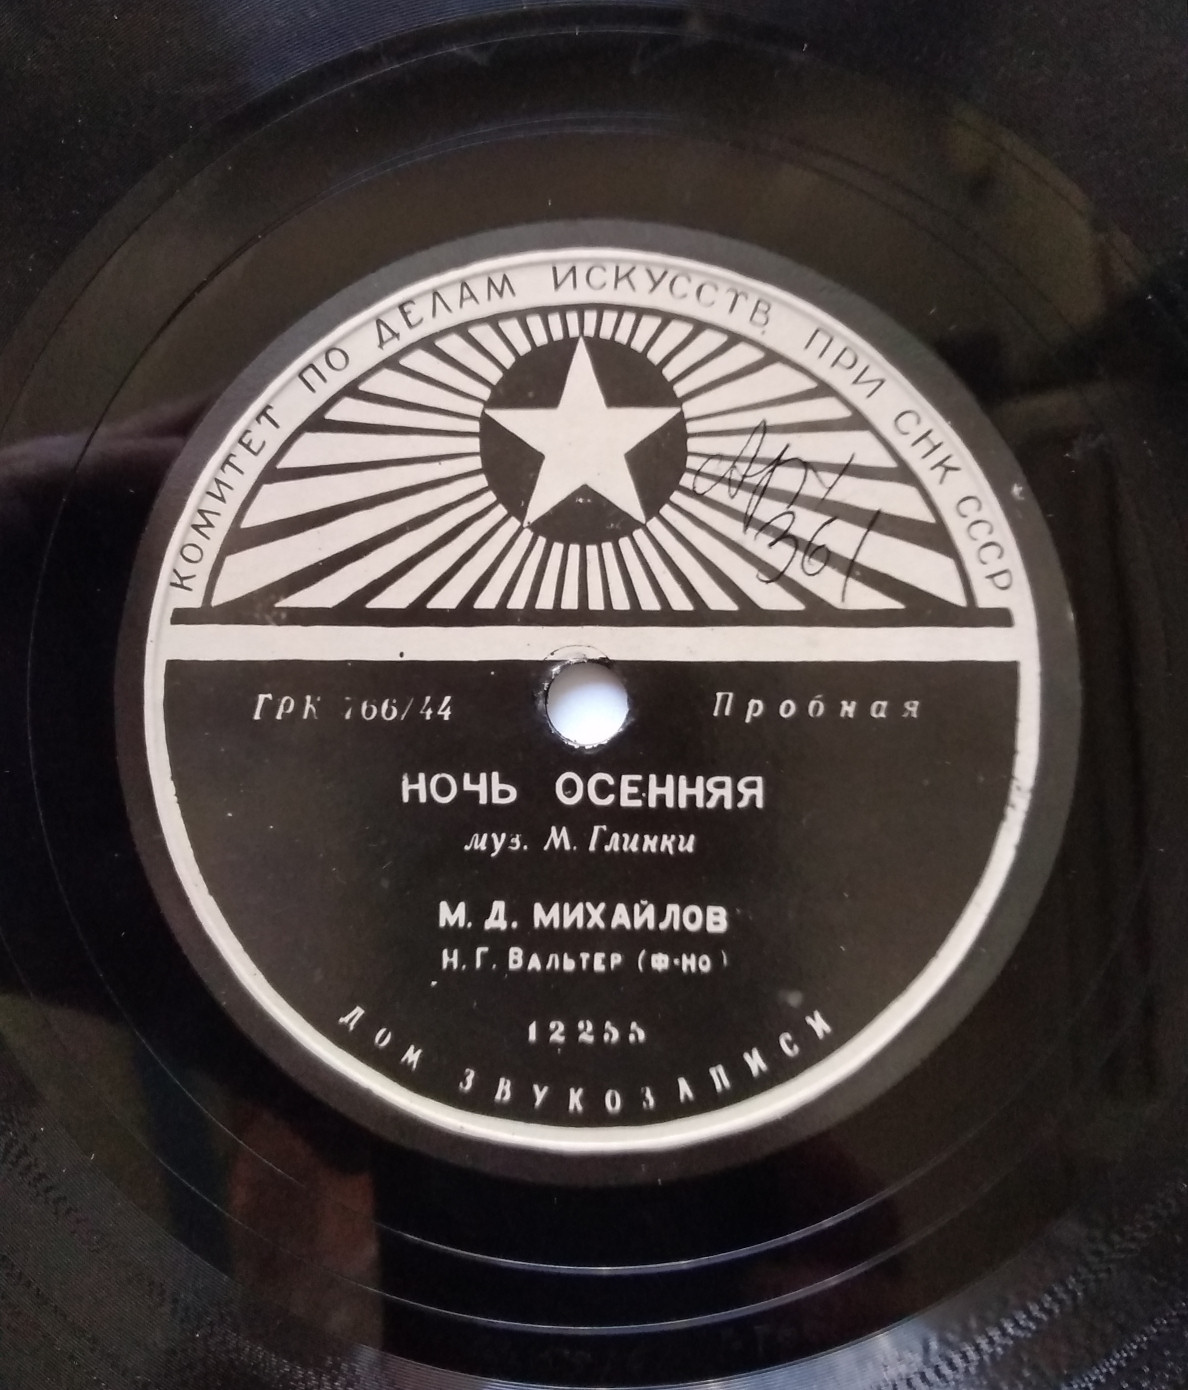 КОМИТЕТ ПО ДЕЛАМ ИСКУССТВ ПРИ СНК СССР
361
ГРК 766/44
Пробная
НОЧЬ ОСЕННЯЯ
муз. М. Глинки
М. Д. МИХАЙЛОВ
Н. Г. ВАЛЬТЕР (Ф-НО)
12255
ДОМ ЗВУКОЗАПИСИ